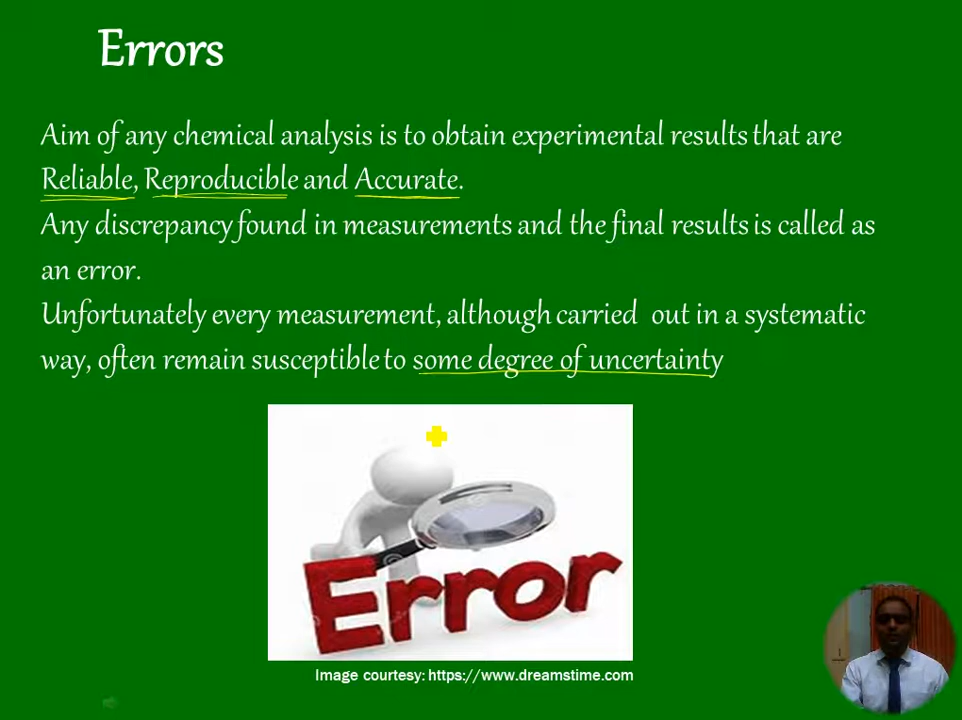 Errors
Aim of any chemical analysis is to obtain experimental results that are
Reliable, Reproducible and Accurate.
Any discrepancy found in measurements and the final results is called as
an error.
Unfortunately every measurement, although carried out in a systematic
way, often remain susceptible to some degree of uncertainty
Error
Image courtesy: https://www.dreamstime.com